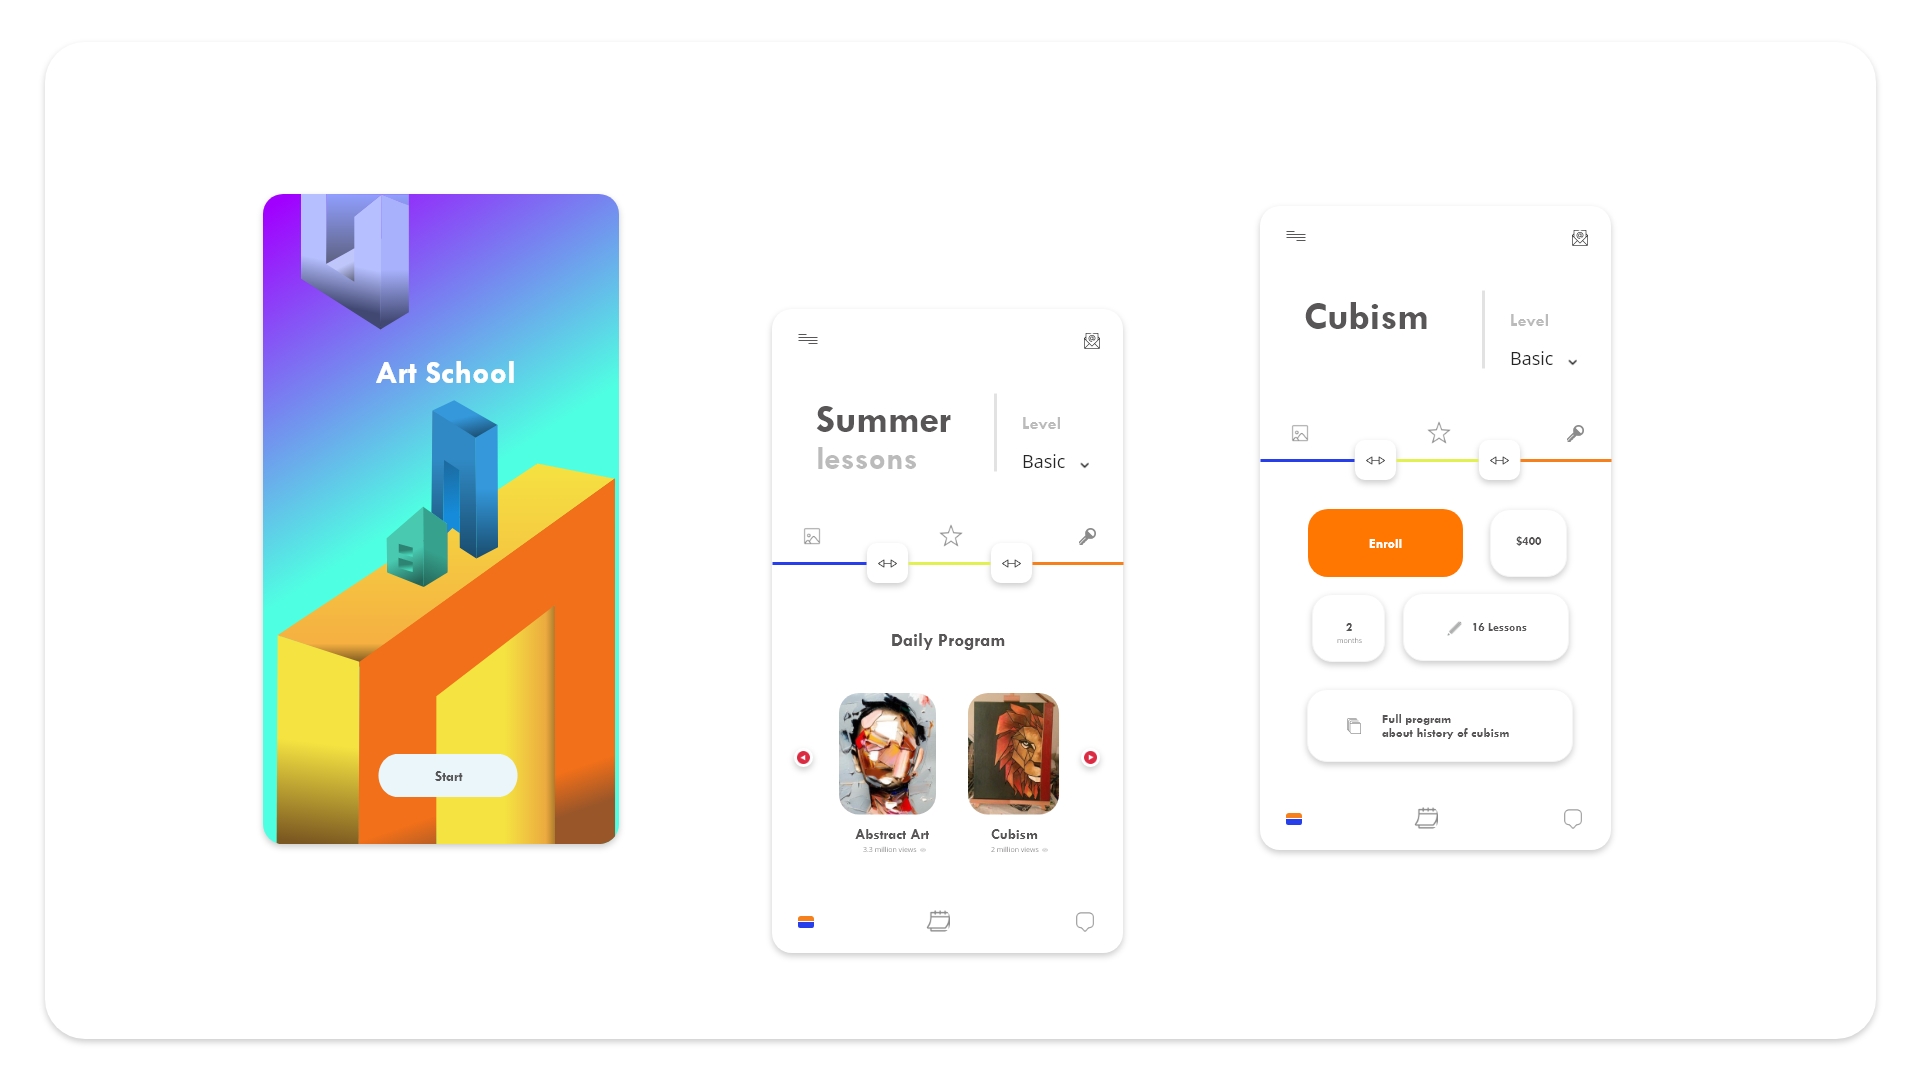 Art School
Start
Summer
lessons
Level
Basic
Daily Program
Abstract Art
3.3 million views
Cubism
2 million views
Cubism
Level
Basic
Enroll
$400
2
months
16 Lessons
Full program
about history of cubism